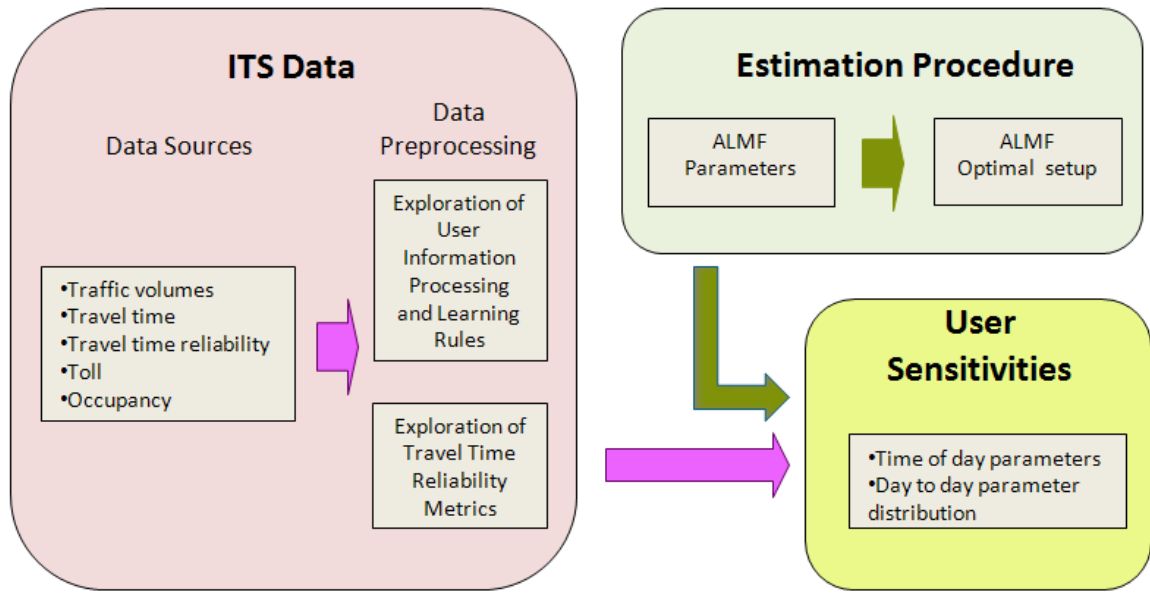 ITS Data
Data Sources
Data
Preprocessing
•Traffic volumes
•Travel time
•Travel time reliability
•Toll
•Occupancy
Exploration of
User
Information
Processing
and Learning
Rules
Exploration of
Travel Time
Reliability
Metrics
Estimation Procedure
ALMF
Parameters
ALMF
Optimal setup
User
Sensitivities
•Time of day parameters
•Day to day parameter
distribution